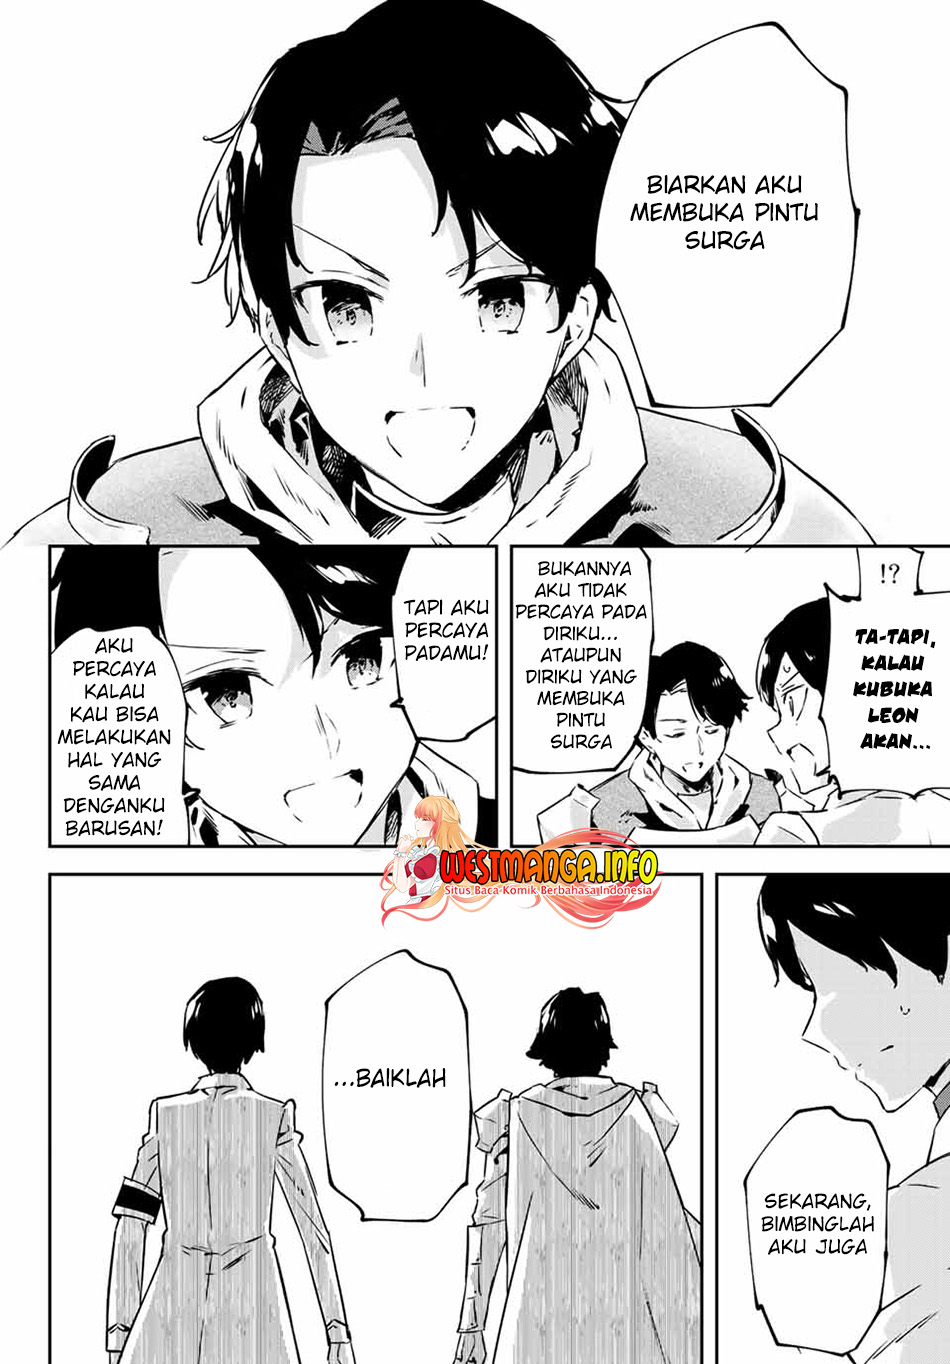 BIARKAN AKU
MEMBUKA PINTU
SURGA
!?
TA-TAPI,
KALAU
KUBUKA
LEON
AKAN...
BUKANNYA
AKU TIDAK
PERCAYA PADA
DIRIKU...
ATAUPUN
DIRIKU YANG
MEMBUKA
PINTU
SURGA
TAPI AKU
PERCAYA
PADAMU!
AKU
PERCAYA
KALAU
KAU BISA
MELAKUKAN
HAL YANG
SAMA
DENGANKU
BARUSAN!
WESTMANGA.INFO
Situs Baca Komik Berbahasa Indonesia
SEKARANG,
BIMBINGLAH
AKU JUGA
...BAIKLAH